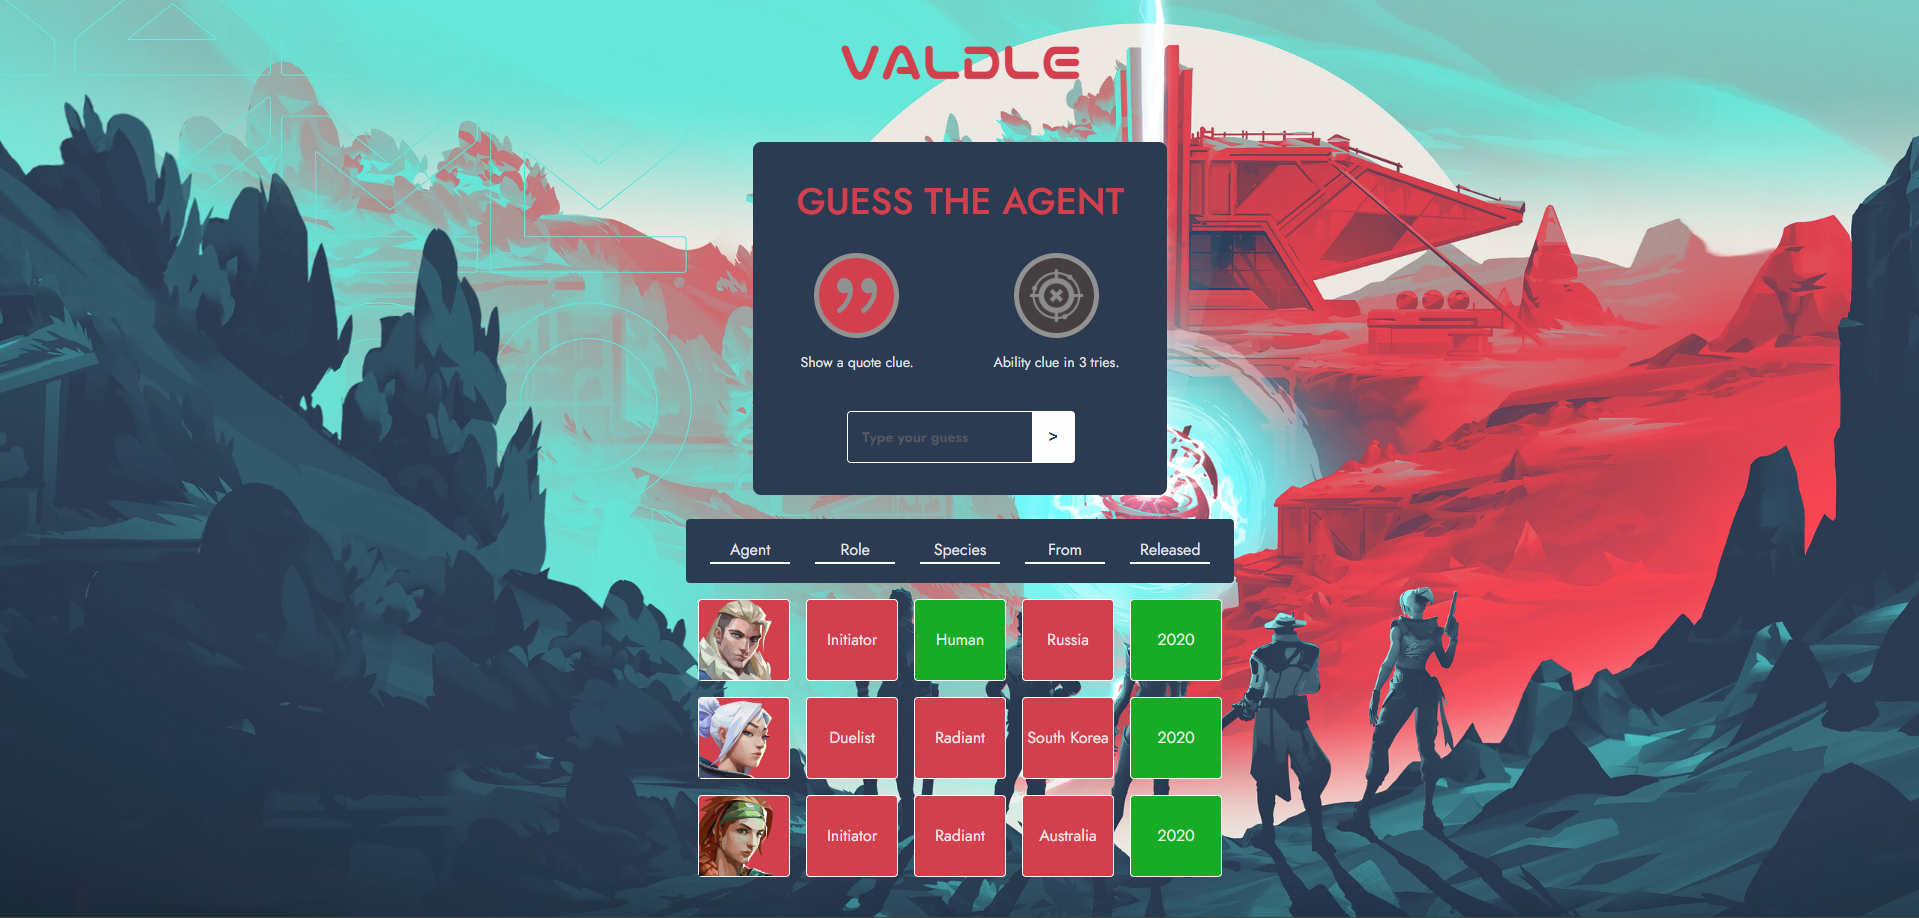 VALDLE
GUESS THE AGENT
Show a quote clue.
Ability clue in 3 tries.
Type your guess
>
Agent Role Species From Released
Initiator Human Russia 2020
Duelist Radiant South Korea 2020
Initiator Radiant Australia 2020